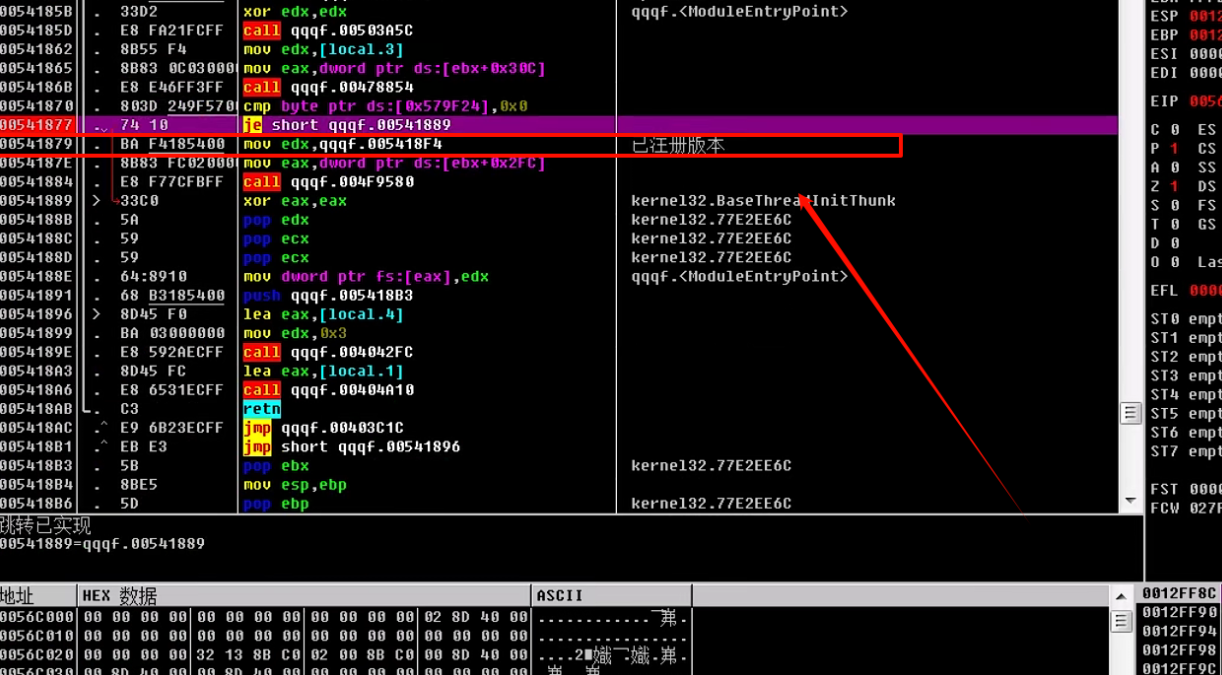 0054185B . 33D2 xor edx,edx qqqf.<ModuleEntryPoint>
ESP 0012
0054185D . E8 FA21FCFF call qqqf.00503A5C
EBP 0012
00541862 . 8B55 F4 mov edx,[local.3]
ESI 0000
00541865 . 8B83 0C03000 mov eax,dword ptr ds:[ebx+0x30C]
EDI 0000
0054186B . E8 E46FF3FF call qqqf.00478854
00541870 . 803D 249F570 cmp byte ptr ds:[0x579F24],0x0
EIP 0056
00541877 . 74 10 je short qqqf.00541889
C 0 ES
00541879 . BA F4185400 mov edx,qqqf.005418F4 已注册版本
P 1 CS
0054187E . 8B83 FC02000 mov eax,dword ptr ds:[ebx+0x2FC]
A 0 SS
00541884 . E8 F77CFBFF call qqqf.004F9580
Z 1 DS
00541889 > 33C0 xor eax,eax kernel32.BaseThreadInitThunk
S 0 FS
0054188B . 5A pop edx kernel32.77E2EE6C
T 0 GS
0054188C . 59 pop ecx kernel32.77E2EE6C
D 0
0054188D . 59 pop ecx kernel32.77E2EE6C
O 0 Las
0054188E . 64:8910 mov dword ptr fs:[eax],edx qqqf.<ModuleEntryPoint>
00541891 . 68 B3185400 push qqqf.005418B3
EFL 0000
00541896 > 8D45 F0 lea eax,[local.4]
ST0 empt
00541899 . BA 03000000 mov edx,0x3
ST1 empt
0054189E . E8 592AECFF call qqqf.004042FC
ST2 empt
005418A3 . 8D45 FC lea eax,[local.1]
ST3 empt
005418A6 . E8 6531ECFF call qqqf.00404A10
ST4 empt
005418AB . C3 retn
ST5 empt
005418AC .^ E9 6B23ECFF jmp qqqf.00403C1C
ST6 empt
005418B1 .^ EB E3 jmp short qqqf.00541896
ST7 empt
005418B3 . 5B pop ebx kernel32.77E2EE6C
005418B4 . 8BE5 mov esp,ebp
FST 0000
005418B6 . 5D pop ebp kernel32.77E2EE6C
FCW 027F
跳转已实现
00541889=qqqf.00541889
地址 HEX 数据 ASCII
0056C000 00 00 00 00 00 00 00 00 00 00 00 00 02 8D 40 00
0056C010 00 00 00 00 00 00 00 00 00 00 00 00 00 00 00 00 ................
0056C020 00 00 00 00 32 13 8B C0 02 00 8B C0 00 8D 40 00
0012FF8C
0012FF90
0012FF94
0012FF98
0012FF9C